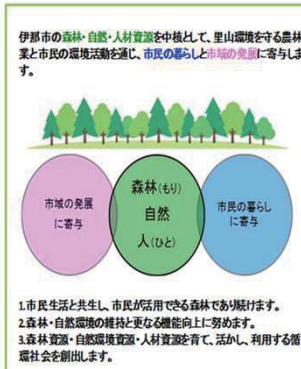 伊那市の森林・自然・人材資源を中核として、里山環境を守る農林
業と市民の環境活動を通じ、市民の暮らしと市域の発展に寄与しま
す。
市域の発展
に寄与
森林(もり)
自然
人(ひと)
市民の暮らし
に寄与
1.市民生活と共生し、市民が活用できる森林であり続けます。
2.森林・自然環境の維持と更なる機能向上に努めます。
3.森林資源・自然環境資源・人材資源を育て、活かし、利用する循
環社会を創出します。